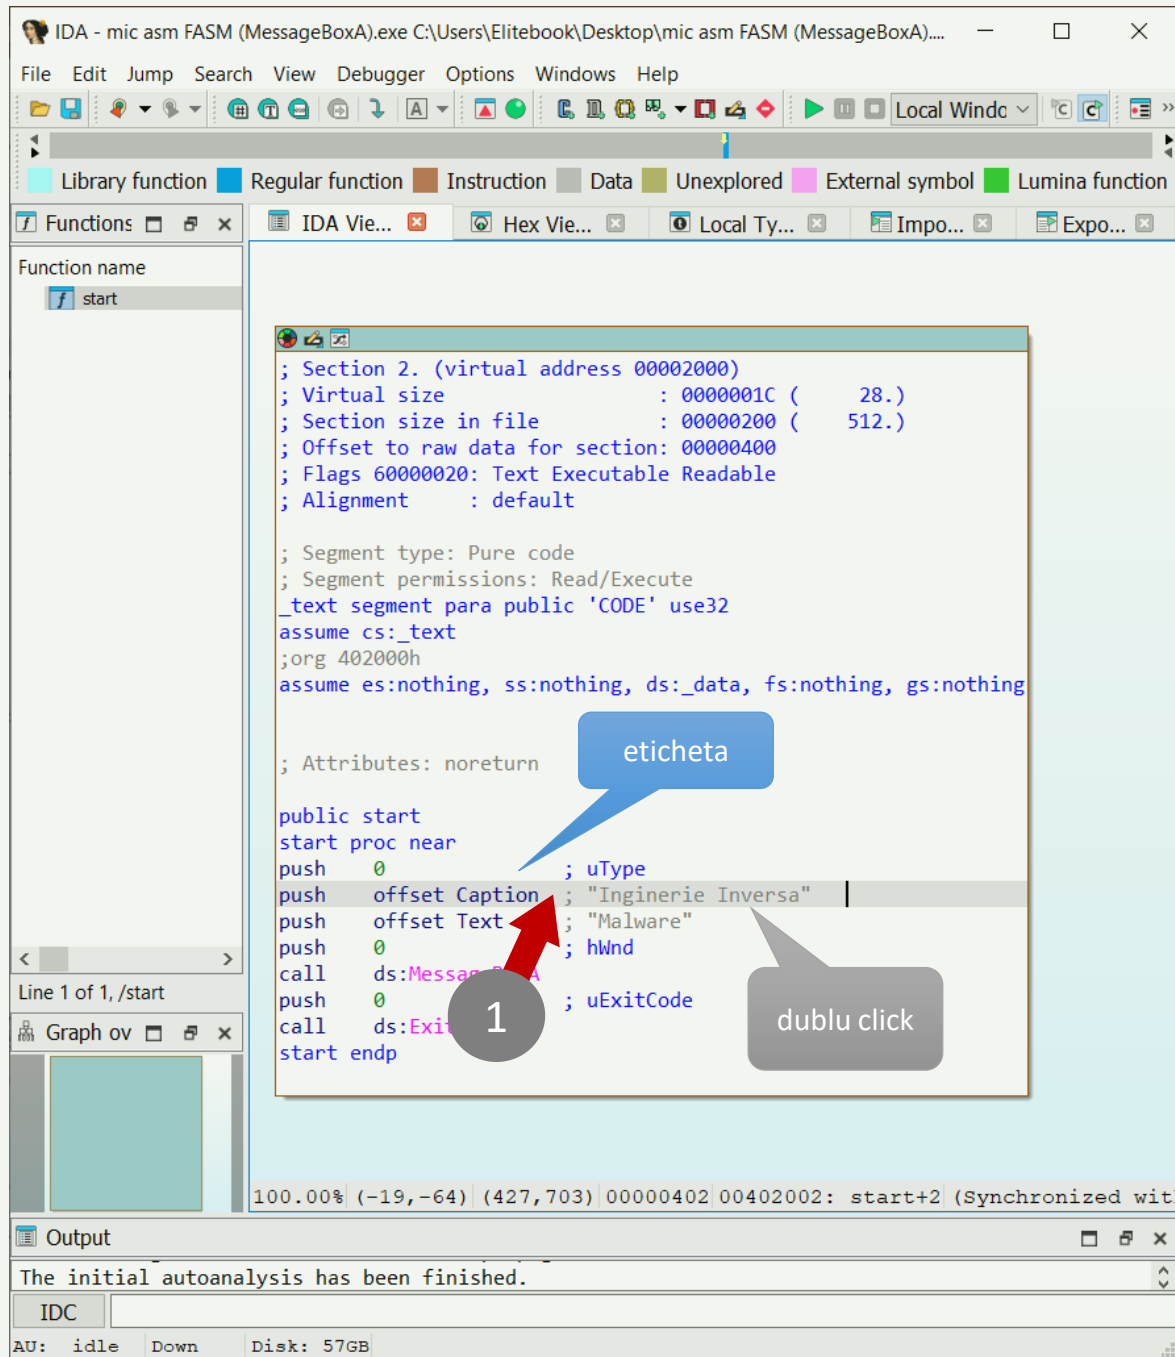 IDA - mic asm FASM (MessageBoxA).exe C:\Users\Elitebook\Desktop\mic asm FASM (MessageBoxA)....
File Edit Jump Search View Debugger Options Windows Help
Local Windo
Library function Regular function Instruction Data Unexplored External symbol Lumina function
Functions IDA Vie... Hex Vie... Local Ty... Impo... Expo...
Function name
f start
; Section 2. (virtual address 00002000)
; Virtual size : 0000001C ( 28.)
; Section size in file : 00000200 ( 512.)
; Offset to raw data for section: 00000400
; Flags 60000020: Text Executable Readable
; Alignment : default
; Segment type: Pure code
; Segment permissions: Read/Execute
_text segment para public 'CODE' use32
assume cs:_text
;org 402000h
assume es:nothing, ss:nothing, ds:_data, fs:nothing, gs:nothing
eticheta
; Attributes: noreturn
public start
start proc near
push 0 ; uType
push offset Caption ; "Inginerie Inversa"
push offset Text ; "Malware"
push 0 ; hWnd
call ds:Messag A
push 0 ; uExitCode
call ds:Exi
start endp
1
dublu click
Line 1 of 1, /start
Graph ov
100.00% (-19,-64) (427,703) 00000402 00402002: start+2 (Synchronized wit
Output
The initial autoanalysis has been finished.
IDC
AU: idle Down Disk: 57GB